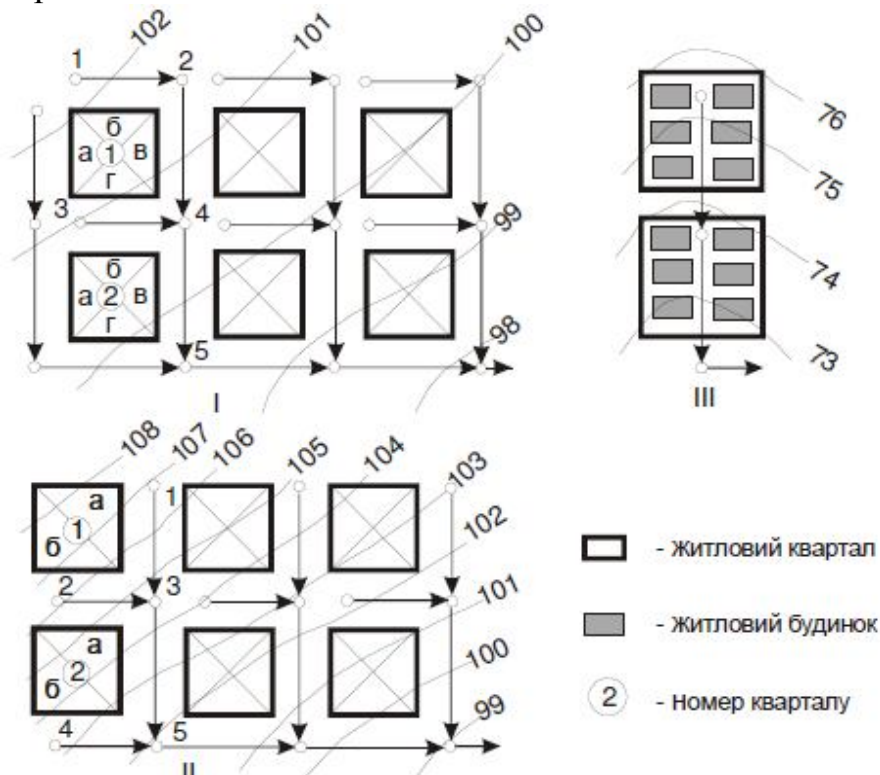 102
101
100
1
2
б
а 1 в
г
76
75
3
4
99
б
а 2 в
г
74
73
5
98
I
III
108
107
106
105
104
103
а
1
б
1
102
2
3
101
а
2
б
100
4
5
99
II
- Житловий квартал
- Житловий будинок
2 - Номер кварталу